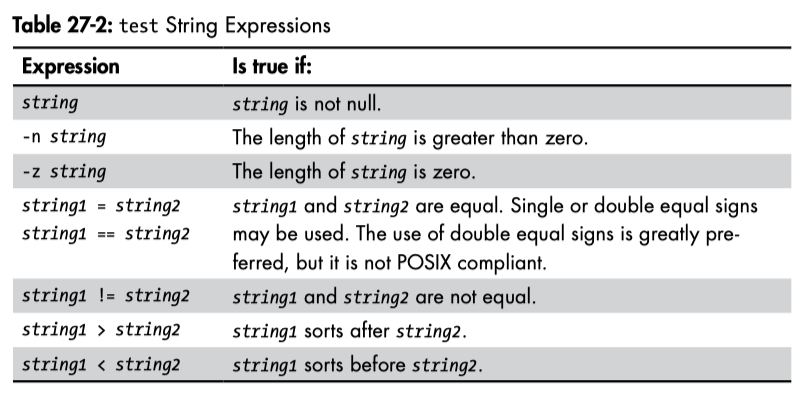 Table 27-2: test String Expressions
Expression Is true if:
string string is not null.
-n string The length of string is greater than zero.
-z string The length of string is zero.
string1 = string2 string1 and string2 are equal. Single or double equal signs
string1 == string2 may be used. The use of double equal signs is greatly pre-
ferred, but it is not POSIX compliant.
string1 != string2 string1 and string2 are not equal.
string1 > string2 string1 sorts after string2.
string1 < string2 string1 sorts before string2.